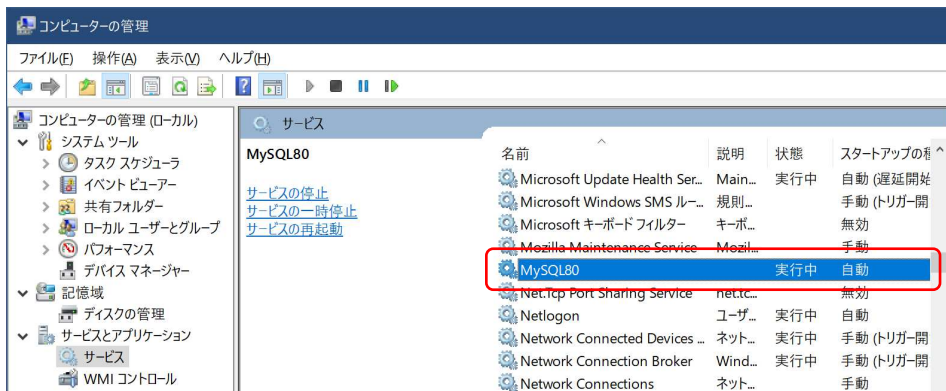 コンピューターの管理
ファイル(F) 操作(A) 表示(V) ヘルプ(H)
コンピューターの管理 (ローカル)
システム ツール
タスク スケジューラ
イベント ビューアー
共有フォルダー
ローカル ユーザーとグループ
パフォーマンス
デバイス マネージャー
記憶域
ディスクの管理
サービスとアプリケーション
サービス
WMI コントロール
サービス
MySQL80
サービスの停止
サービスの一時停止
サービスの再起動
名前 説明 状態 スタートアップの種
Microsoft Update Health Ser... Main... 実行中 自動 (遅延開始
Microsoft Windows SMS ルー... 規則... 手動 (トリガー開
Microsoft キーボード フィルター キーボ... 無効
Mozilla Maintenance Service Mozil... 手動
MySQL80 実行中 自動
Net.Tcp Port Sharing Service net.tc... 無効
Netlogon ユーザ... 実行中 自動
Network Connected Devices ... ネット... 実行中 手動 (トリガー開
Network Connection Broker Wind... 実行中 手動 (トリガー開
Network Connections ネット... 手動